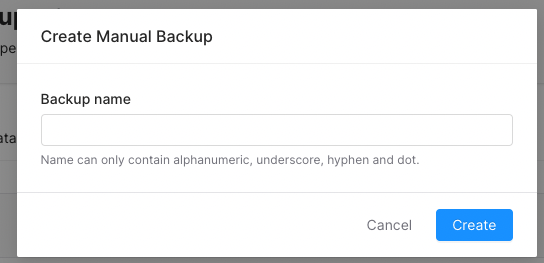 Create Manual Backup
Backup name
Name can only contain alphanumeric, underscore, hyphen and dot.
Cancel
Create